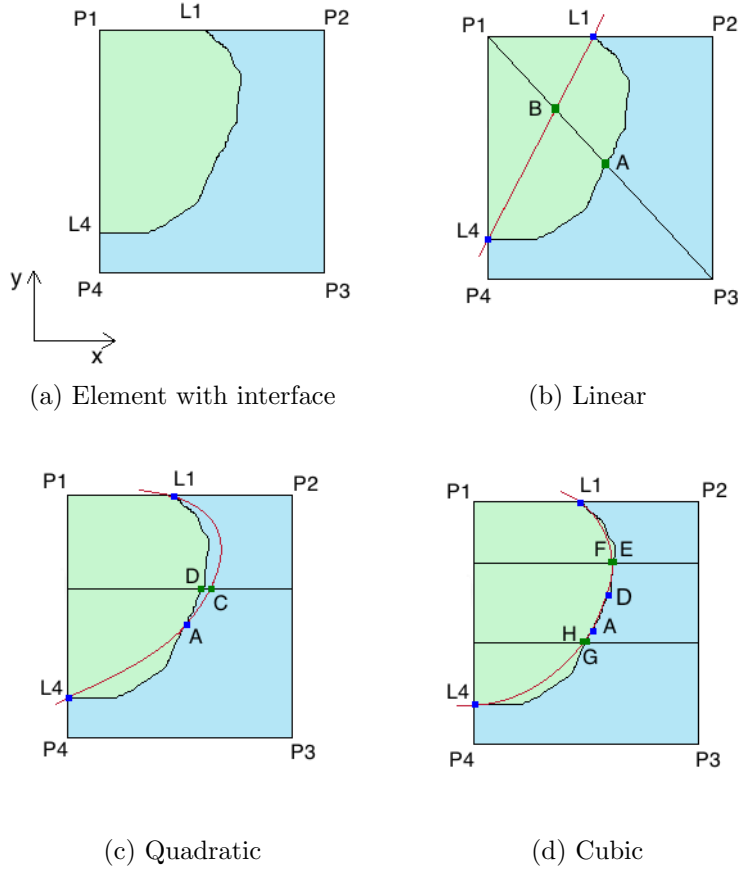 P1 L1 P2
L4
P4 P3
y
x
(a) Element with interface
P1 L1 P2
B
A
L4
P4 P3
(b) Linear
P1 L1 P2
D
C
A
L4
P4 P3
(c) Quadratic
P1 L1 P2
F E
D
A
H
G
L4
P4 P3
(d) Cubic